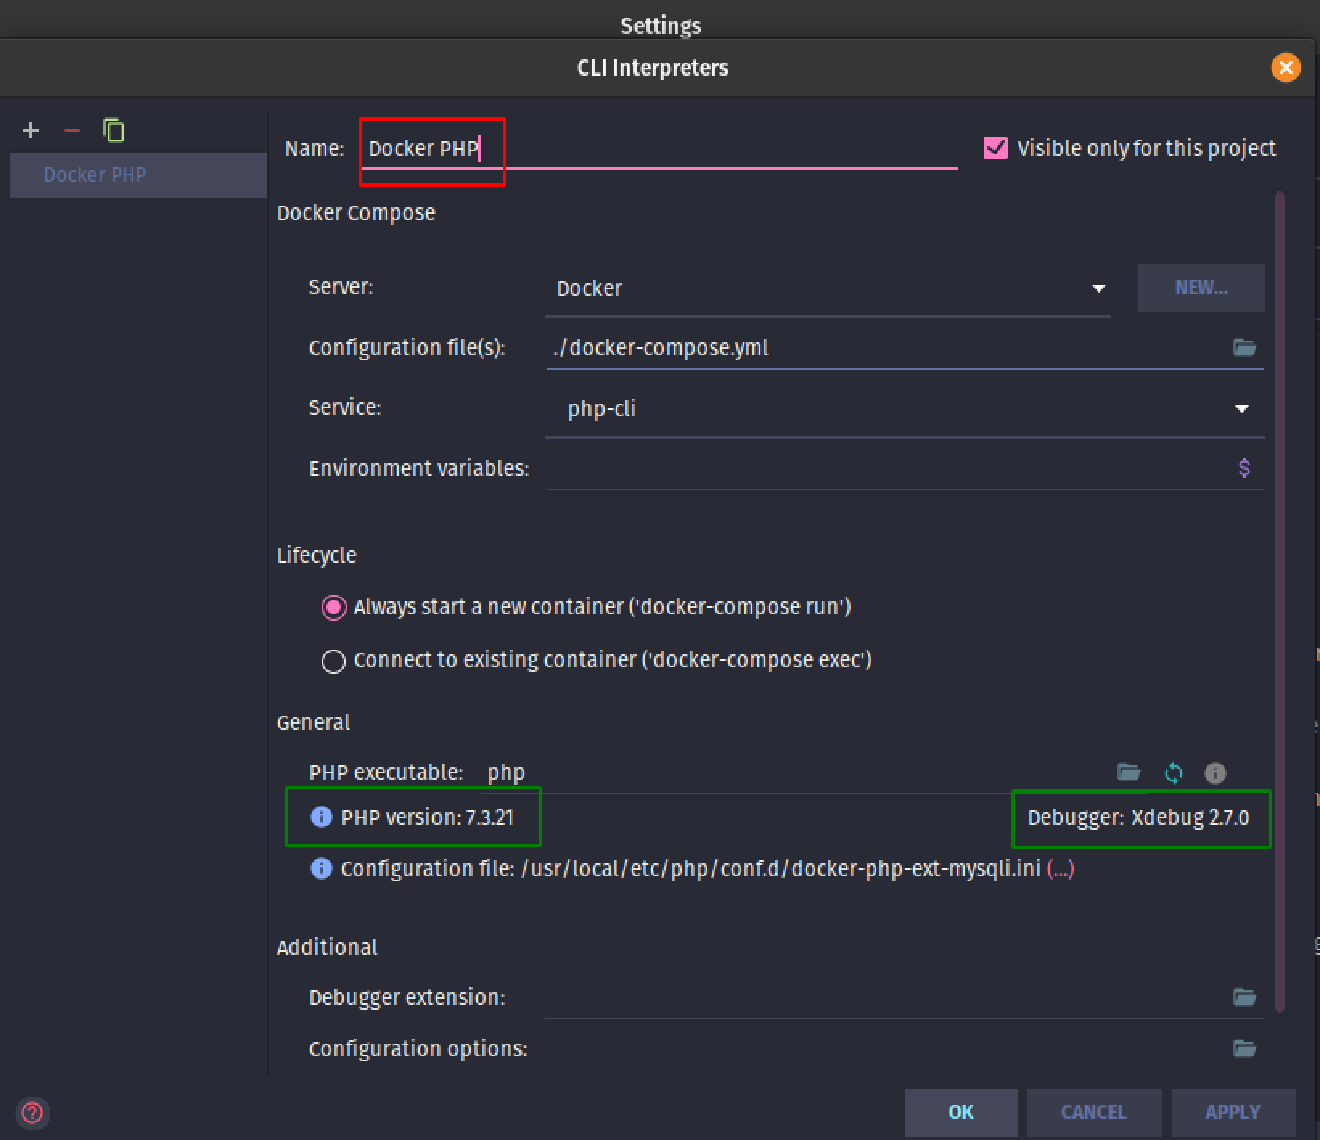 Settings
CLI Interpreters
Name: Docker PHP
Visible only for this project
Docker PHP
Docker Compose
Server: Docker
NEW...
Configuration file(s): ./docker-compose.yml
Service: php-cli
Environment variables:
$
Lifecycle
Always start a new container ('docker-compose run')
Connect to existing container ('docker-compose exec')
General
PHP executable: php
PHP version: 7.3.21
Debugger: Xdebug 2.7.0
Configuration file: /usr/local/etc/php/conf.d/docker-php-ext-mysqli.ini (...)
Additional
Debugger extension:
Configuration options:
?
OK
CANCEL
APPLY